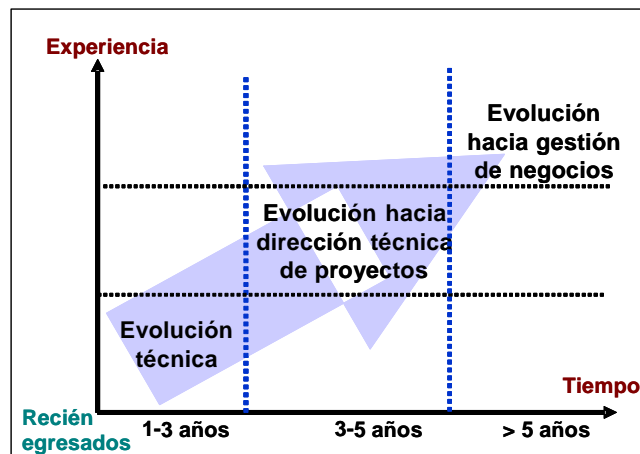 Experiencia
Evolución
hacia gestión
de negocios
Evolución hacia
dirección técnica
de proyectos
Evolución
técnica
Tiempo
Recién
egresados
1-3 años
3-5 años
> 5 años